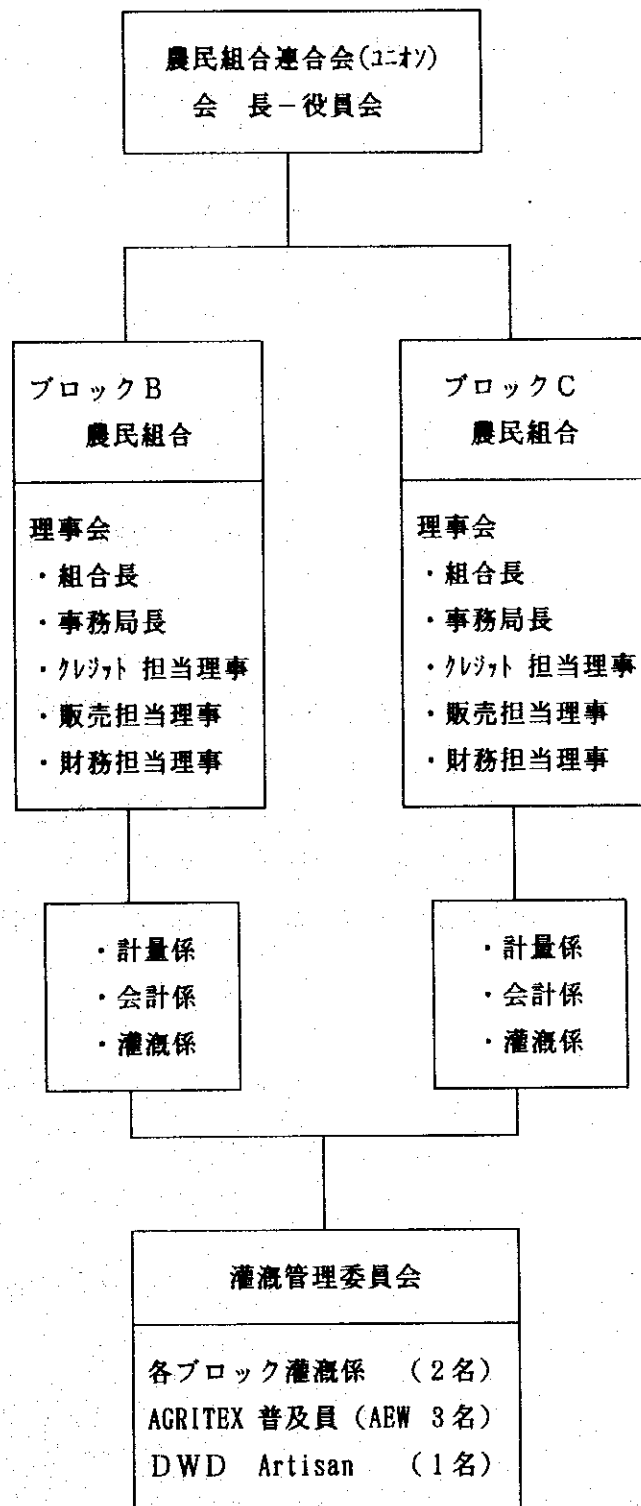 農民組合連合会(ﾕﾆｵｿ)
会 長－役員会
ブロックB
農民組合
理事会
・組合長
・事務局長
・ｸﾚｼﾞｯﾄ 担当理事
・販売担当理事
・財務担当理事
ブロックC
農民組合
理事会
・組合長
・事務局長
・ｸﾚｼﾞｯﾄ 担当理事
・販売担当理事
・財務担当理事
・計量係
・会計係
・灌漑係
・計量係
・会計係
・灌漑係
灌漑管理委員会
各ブロック灌漑係 (2名)
AGRITEX 普及員 (AEW 3名)
DWD Artisan (1名)